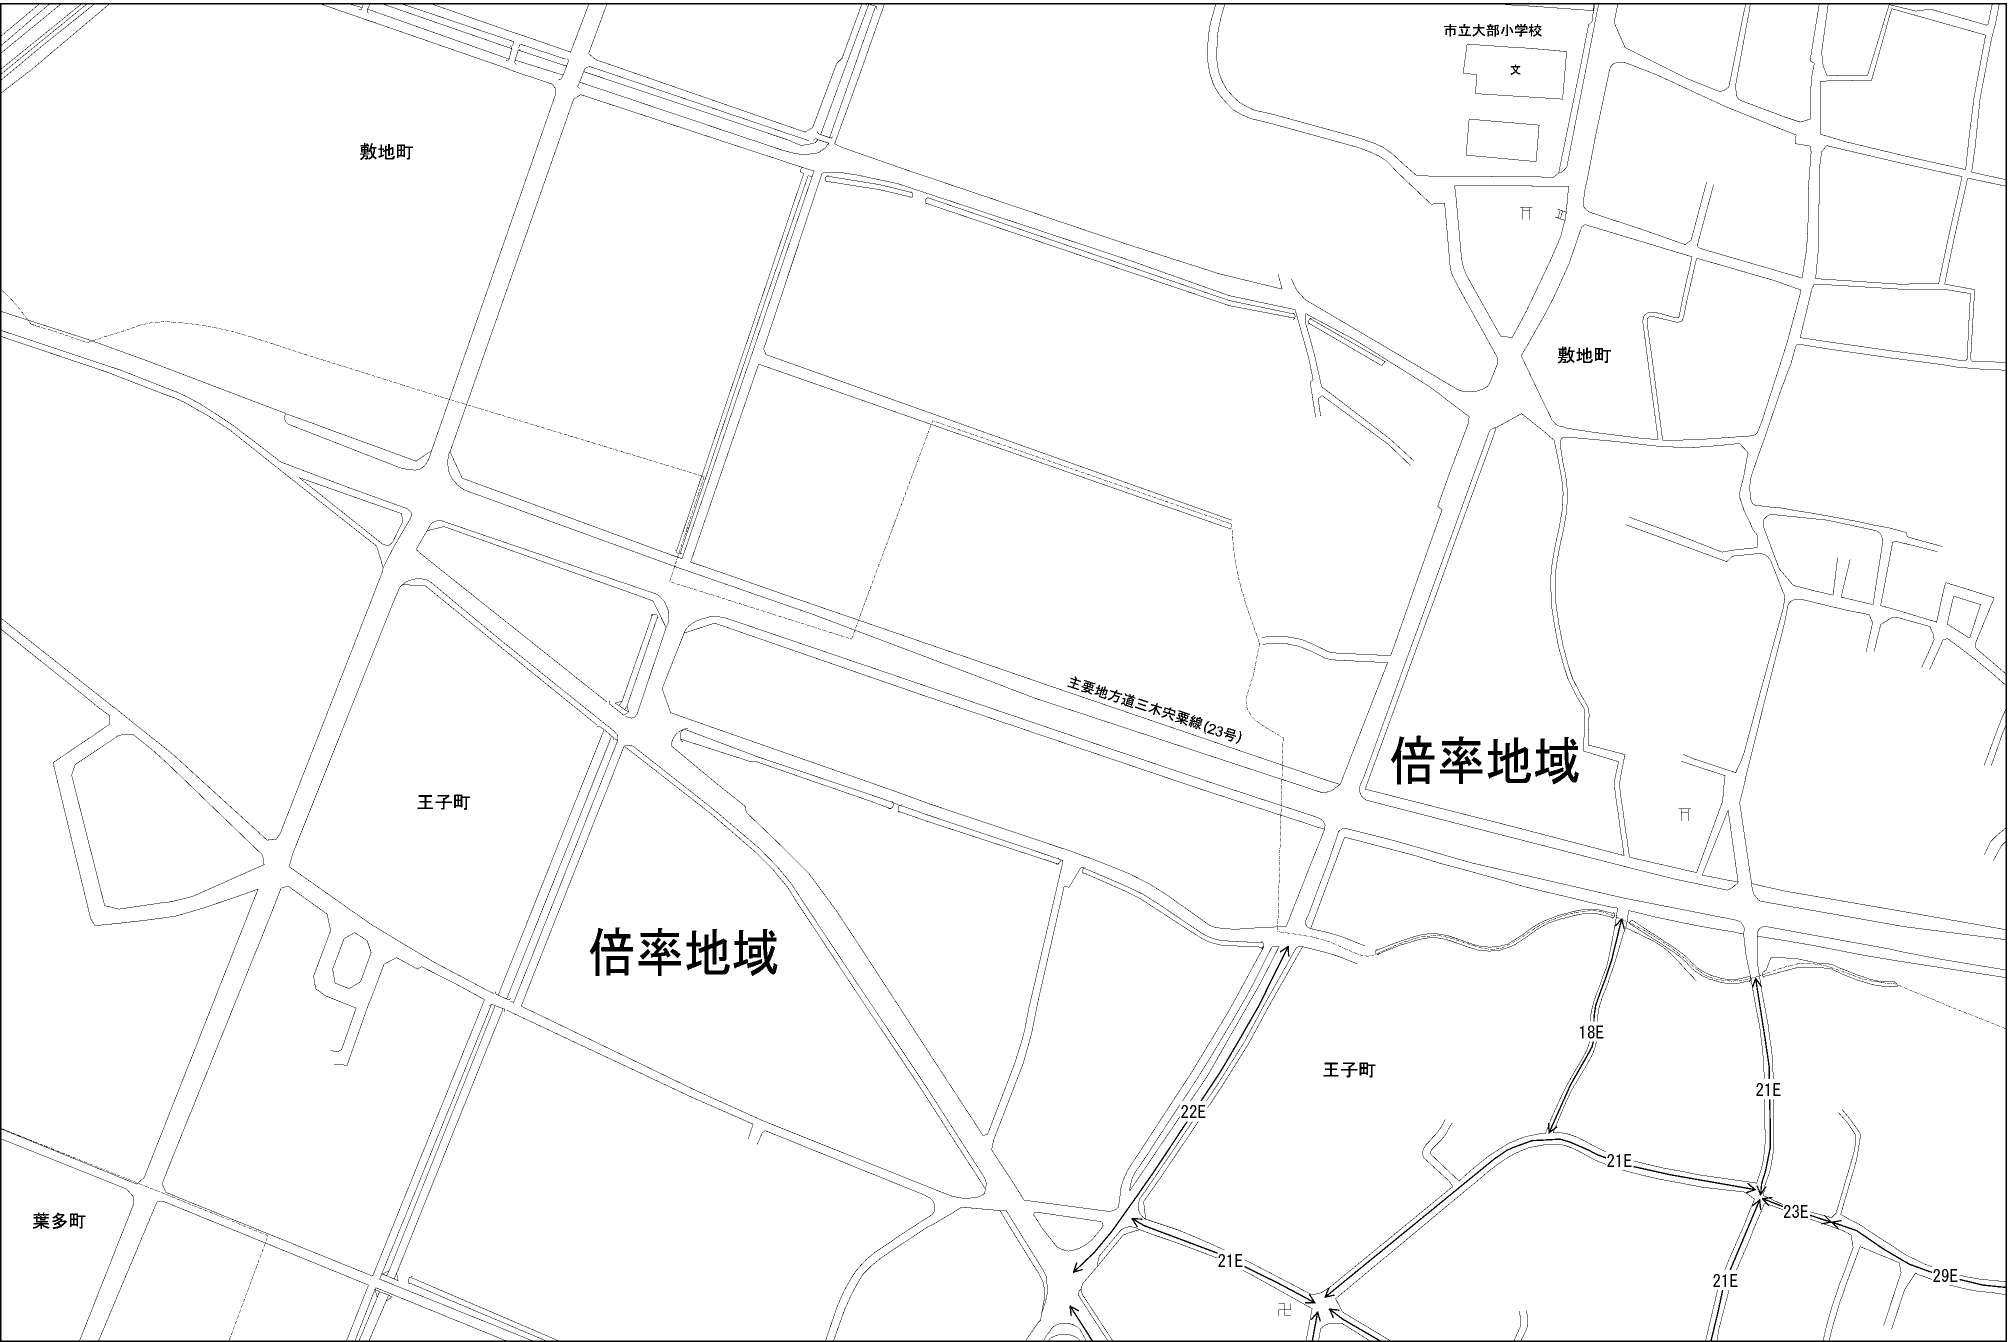 市立大部小学校
文
敷地町
敷地町
主要地方道三木宍粟線(23号)
倍率地域
王子町
倍率地域
18E
王子町
21E
22E
21E
葉多町
23E
21E
29E
21E